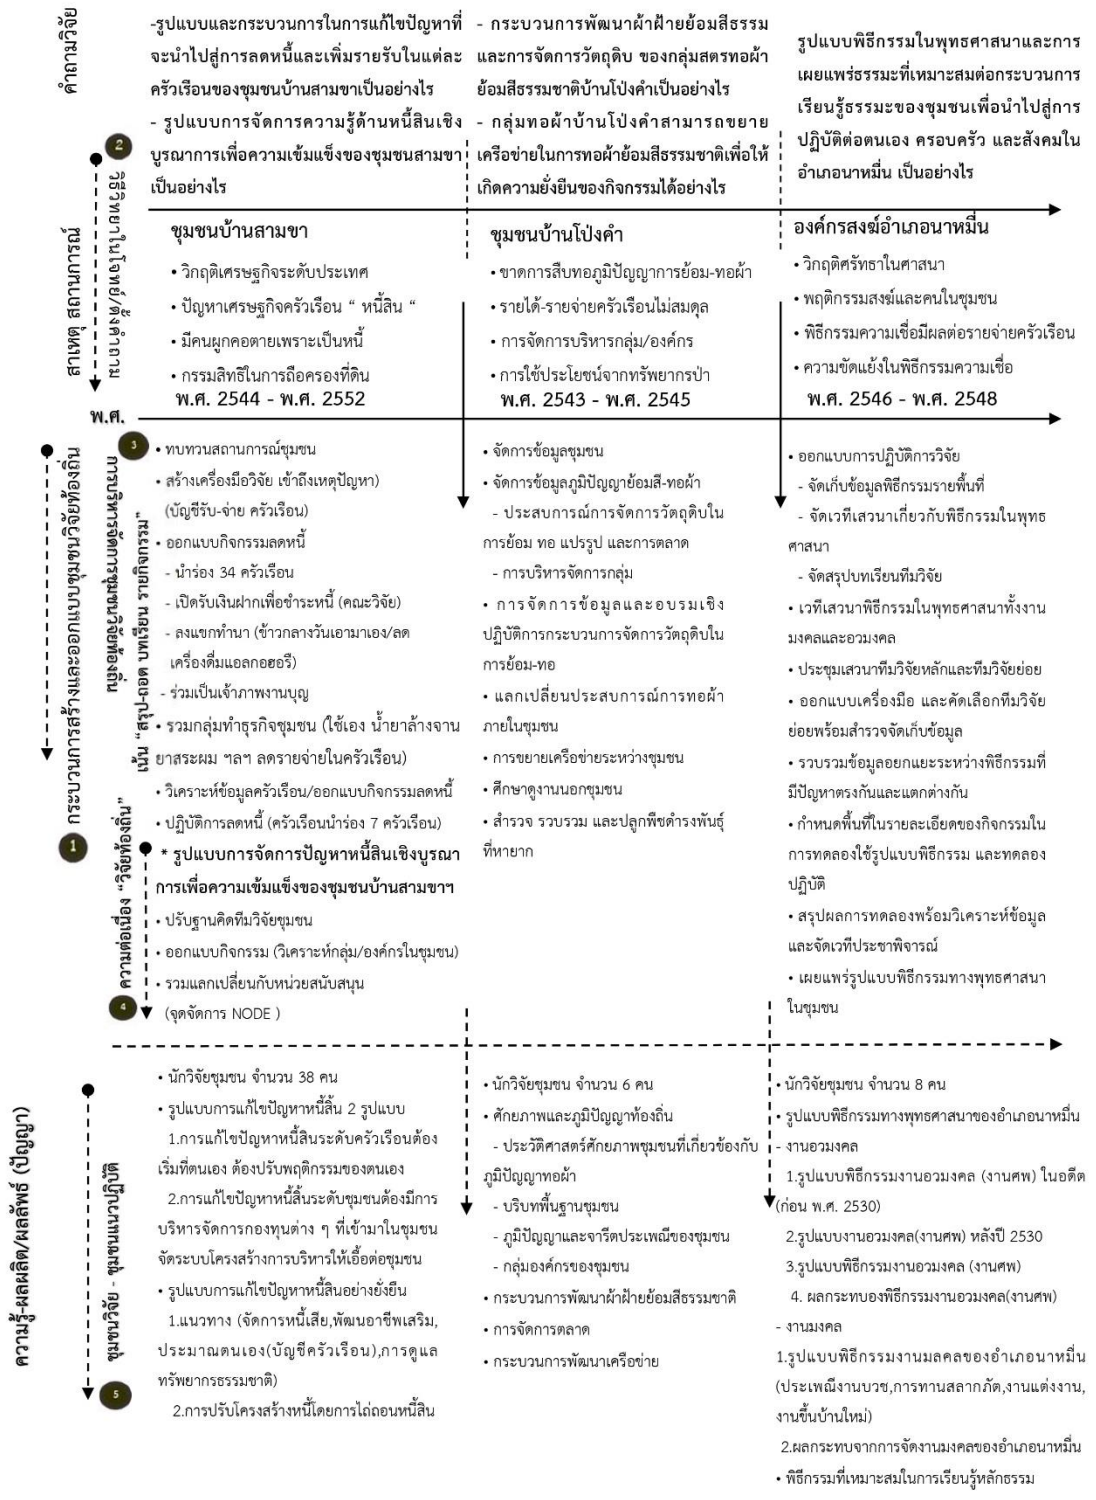 คำถามวิจัย
-รูปแบบและกระบวนการในการแก้ไขปัญหาที่
จะนำไปสู่การลดหนี้และเพิ่มรายรับในแต่ละ
ครัวเรือนของชุมชนบ้านสามขาเป็นอย่างไร
- รูปแบบการจัดการความรู้ด้านหนี้สินเชิง
บูรณาการเพื่อความเข้มแข็งของชุมชนสามขา
เป็นอย่างไร
- กระบวนการพัฒนาผ้าฝ้ายย้อมสีธรรม
และการจัดการวัตถุดิบ ของกลุ่มสตรทอผ้า
ย้อมสีธรรมชาติบ้านโป่งคำเป็นอย่างไร
- กลุ่มทอผ้าบ้านโป่งคำสามารถขยาย
เครือข่ายในการทอผ้าย้อมสีธรรมชาติเพื่อให้
เกิดความยั่งยืนของกิจกรรมได้อย่างไร
รูปแบบพิธีกรรมในพุทธศาสนาและการ
เผยแพร่ธรรมะที่เหมาะสมต่อกระบวนการ
เรียนรู้ธรรมะของชุมชนเพื่อนำไปสู่การ
ปฏิบัติต่อตนเอง ครอบครัว และสังคมใน
อำเภอนาหมื่น เป็นอย่างไร
2
วิธีวิทยาในโจทย์/ตั้งคำถาม
สาเหตุ สถานการณ์
ชุมชนบ้านสามขา
• วิกฤติเศรษฐกิจระดับประเทศ
• ปัญหาเศรษฐกิจครัวเรือน “ หนี้สิน “
• มีคนผูกคอตายเพราะเป็นหนี้
• กรรมสิทธิในการถือครองที่ดิน
พ.ศ. 2544 - พ.ศ. 2552
ชุมชนบ้านโป่งคำ
• ขาดการสืบทอภูมิปัญญาการย้อม-ทอผ้า
• รายได้-รายจ่ายครัวเรือนไม่สมดุล
• การจัดการบริหารกลุ่ม/องค์กร
• การใช้ประโยชน์จากทรัพยากรป่า
พ.ศ. 2543 - พ.ศ. 2545
องค์กรสงฆ์อำเภอนาหมื่น
• วิกฤติศรัทธาในศาสนา
• พฤติกรรมสงฆ์และคนในชุมชน
• พิธีกรรมความเชื่อมีผลต่อรายจ่ายครัวเรือน
• ความขัดแย้งในพิธีกรรมความเชื่อ
พ.ศ. 2546 - พ.ศ. 2548
พ.ศ.
3
กระบวนการสร้างและออกแบบชุมชนวิจัยท้องถิ่น
1
การบริหารจัดการชุมชนวิจัยท้องถิ่น
เน้น “สรุป-ถอด บทเรียน รายกิจกรรม”
• ทบทวนสถานการณ์ชุมชน
• สร้างเครื่องมือวิจัย เข้าถึงเหตุปัญหา)
(บัญชีรับ-จ่าย ครัวเรือน)
• ออกแบบกิจกรรมลดหนี้
- นำร่อง 34 ครัวเรือน
- เปิดรับเงินฝากเพื่อชำระหนี้ (คณะวิจัย)
- ลงแขกทำนา (ข้าวกลางวันเอามาเอง/ลด
เครื่องดื่มแอลกอฮอรี)
- ร่วมเป็นเจ้าภาพงานบุญ
• รวมกลุ่มทำธุรกิจชุมชน (ใช้เอง น้ำยาล้างจาน
ยาสระผม ฯลฯ ลดรายจ่ายในครัวเรือน)
• วิเคราะห์ข้อมูลครัวเรือน/ออกแบบกิจกรรมลดหนี้
• ปฏิบัติการลดหนี้ (ครัวเรือนนำร่อง 7 ครัวเรือน)
ความต่อเนื่อง “วิจัยท้องถิ่น”
4
* รูปแบบการจัดการปัญหาหนี้สินเชิงบูรณา
การเพื่อความเข้มแข็งของชุมชนบ้านสามขาฯ
• ปรับฐานคิดทีมวิจัยชุมชน
• ออกแบบกิจกรรม (วิเคราะห์กลุ่ม/องค์กรในชุมชน)
• รวมแลกเปลี่ยนกับหน่วยสนับสนุน
(จุดจัดการ NODE )
• จัดการข้อมูลชุมชน
• จัดการข้อมูลภูมิปัญญาย้อมสี-ทอผ้า
- ประสบการณ์การจัดการวัตถุดิบใน
การย้อม ทอ แปรรูป และการตลาด
- การบริหารจัดการกลุ่ม
• การจัดการข้อมูลและอบรมเชิง
ปฏิบัติการกระบวนการจัดการวัตถุดิบใน
การย้อม-ทอ
• แลกเปลี่ยนประสบการณ์การทอผ้า
ภายในชุมชน
• การขยายเครือข่ายระหว่างชุมชน
• ศึกษาดูงานนอกชุมชน
• สำรวจ รวบรวม และปลูกพืชดำรงพันธุ์
ที่หายาก
• ออกแบบการปฏิบัติการวิจัย
- จัดเก็บข้อมูลพิธีกรรมรายพื้นที่
- จัดเวทีเสวนาเกี่ยวกับพิธีกรรมในพุทธ
ศาสนา
- จัดสรุปบทเรียนทีมวิจัย
• เวทีเสวนาพิธีกรรมในพุทธศาสนาทั้งงาน
มงคลและอวมงคล
• ประชุมเสวนาทีมวิจัยหลักและทีมวิจัยย่อย
• ออกแบบเครื่องมือ และคัดเลือกทีมวิจัย
ย่อยพร้อมสำรวจจัดเก็บข้อมูล
• รวบรวมข้อมูลอยกแยะระหว่างพิธีกรรมที่
มีปัญหาตรงกันและแตกต่างกัน
• กำหนดพื้นที่ในรายละเอียดของกิจกรรมใน
การทดลองใช้รูปแบบพิธีกรรม และทดลอง
ปฏิบัติ
• สรุปผลการทดลองพร้อมวิเคราะห์ข้อมูล
และจัดเวทีประชาพิจารณ์
• เผยแพร่รูปแบบพิธีกรรมทางพุทธศาสนา
ในชุมชน
ความรู้-ผลผลิต/ผลลัพธ์ (ปัญญา)
ชุมชนวิจัย - ชุมชนแนวปฏิบัติ
5
• นักวิจัยชุมชน จำนวน 38 คน
• รูปแบบการแก้ไขปัญหาหนี้สิ้น 2 รูปแบบ
1.การแก้ไขปัญหาหนี้สินระดับครัวเรือนต้อง
เริ่มที่ตนเอง ต้องปรับพฤติกรรมของตนเอง
2.การแก้ไขปัญหาหนี้สิ้นระดับชุมชนต้องมีการ
บริหารจัดการกองทุนต่าง ๆ ที่เข้ามาในชุมชน
จัดระบบโครงสร้างการบริหารให้เอื้อต่อชุมชน
• รูปแบบการแก้ไขปัญหาหนี้สินอย่างยั่งยืน
1.แนวทาง (จัดการหนี้เสีย,พัฒนอาชีพเสริม,
ประมาณตนเอง(บัญชีครัวเรือน),การดูแล
ทรัพยากรธรรมชาติ)
2.การปรับโครงสร้างหนี้โดยการไถ่ถอนหนี้สิน
• นักวิจัยชุมชน จำนวน 6 คน
• ศักยภาพและภูมิปัญญาท้องถิ่น
- ประวัติศาสตร์ศักยภาพชุมชนที่เกี่ยวข้องกับ
ภูมิปัญญาทอผ้า
- บริบทพื้นฐานชุมชน
- ภูมิปัญญาและจารีตประเพณีของชุมชน
- กลุ่มองค์กรของชุมชน
• กระบวนการพัฒนาผ้าฝ้ายย้อมสีธรรมชาติ
• การจัดการตลาด
• กระบวนการพัฒนาเครือข่าย
• นักวิจัยชุมชน จำนวน 8 คน
• รูปแบบพิธีกรรมทางพุทธศาสนาของอำเภอนาหมื่น
- งานอวมงคล
1.รูปแบบพิธีกรรมงานอวมงคล (งานศพ) ในอดีต
(ก่อน พ.ศ. 2530)
2.รูปแบบงานอวมงคล(งานศพ) หลังปี 2530
3.รูปแบบพิธีกรรมงานอวมงคล (งานศพ)
4. ผลกระทบองพิธีกรรมงานอวมงคล(งานศพ)
- งานมงคล
1.รูปแบบพิธีกรรมงานมลคลของอำเภอนาหมื่น
(ประเพณีงานบวช,การทานสลากภัต,งานแต่งงาน,
งานขึ้นบ้านใหม่)
2.ผลกระทบจากการจัดงานมงคลของอำเภอนาหมื่น
• พิธีกรรมที่เหมาะสมในการเรียนรู้หลักธรรม